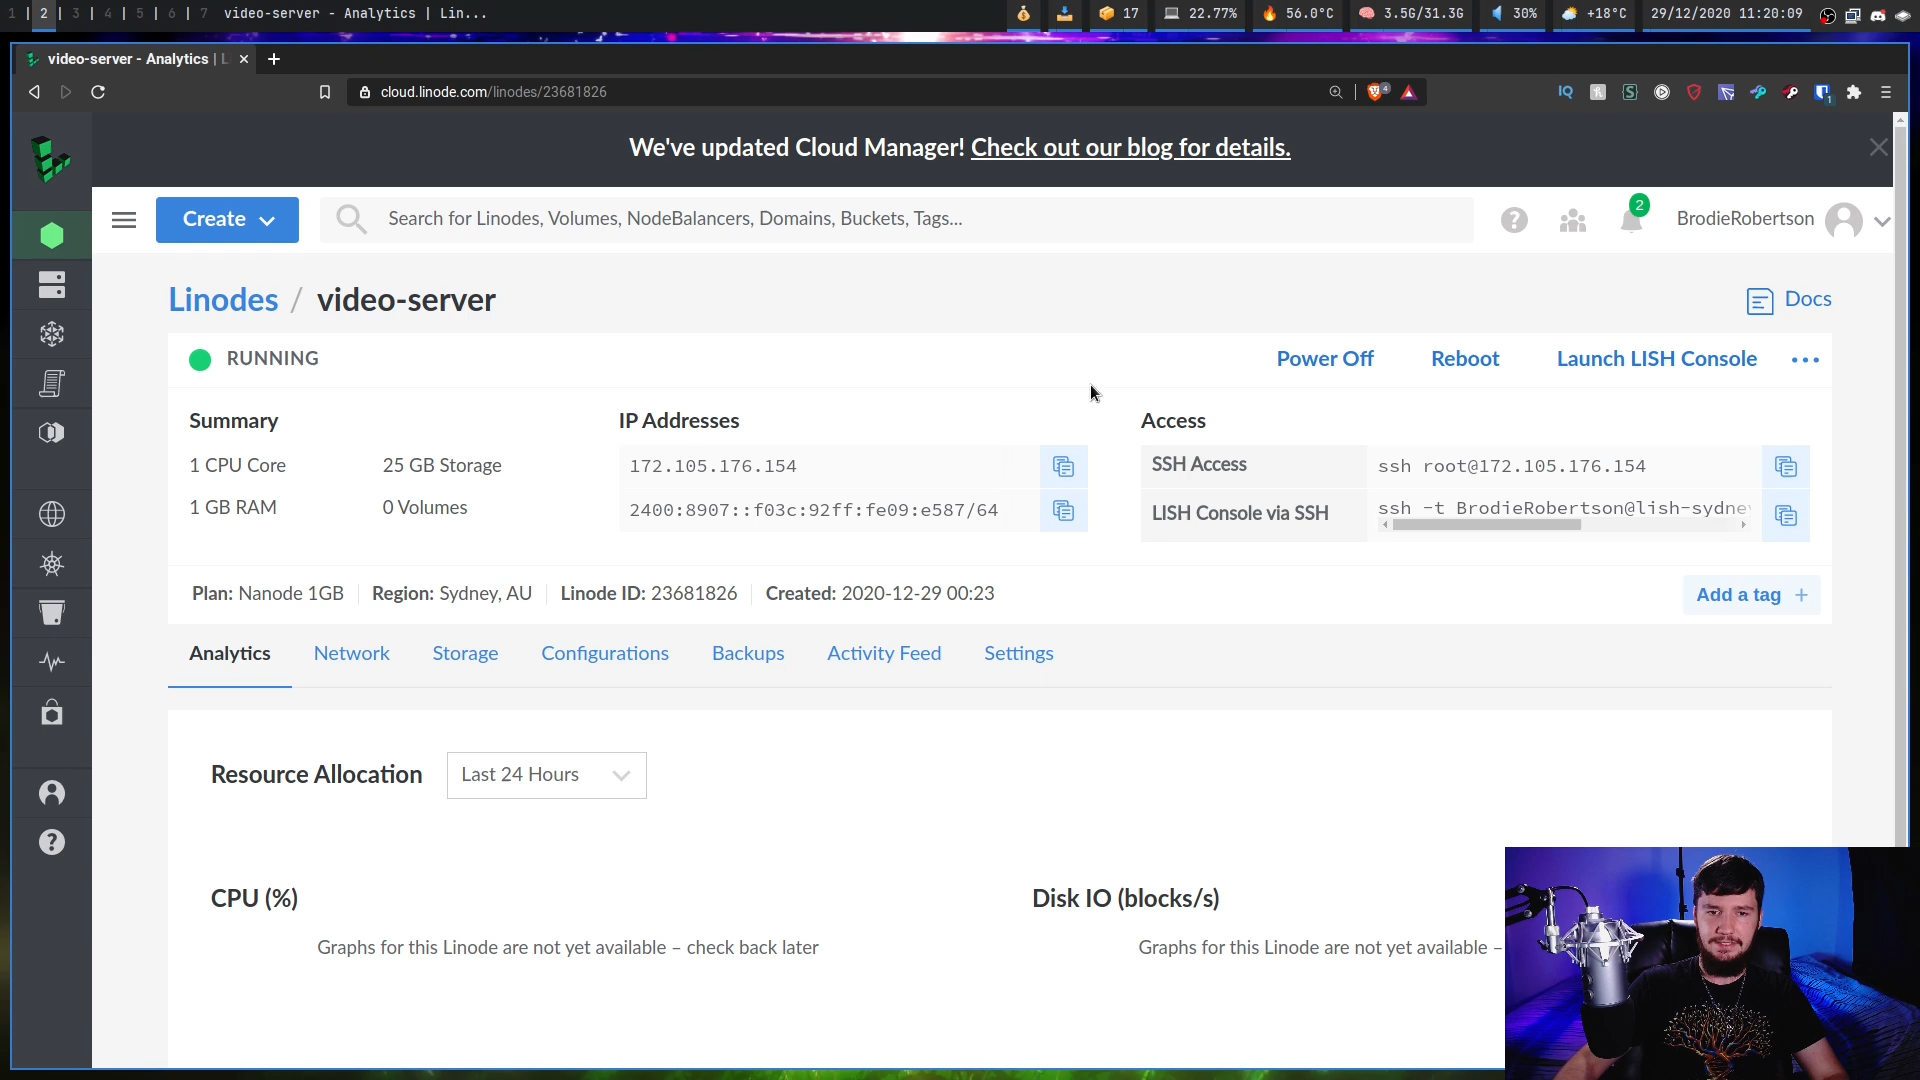 1 | 2 | 3 | 4 | 5 | 6 | 7 video-server - Analytics | Lin...
17 22.77% 56.0°C 3.5G/31.3G 30% +18°C 29/12/2020 11:20:09
video-server - Analytics | L
cloud.linode.com/linodes/23681826
4
IQ
1
We've updated Cloud Manager! Check out our blog for details.
Create
Search for Linodes, Volumes, NodeBalancers, Domains, Buckets, Tags...
2
BrodieRobertson
Linodes / video-server
Docs
RUNNING
Power Off
Reboot
Launch LISH Console
Summary
IP Addresses
Access
1 CPU Core
25 GB Storage
172.105.176.154
SSH Access
ssh root@172.105.176.154
1 GB RAM
0 Volumes
2400:8907::f03c:92ff:fe09:e587/64
LISH Console via SSH
ssh -t BrodieRobertson@lish-sydne
Plan: Nanode 1GB
Region: Sydney, AU
Linode ID: 23681826
Created: 2020-12-29 00:23
Add a tag +
Analytics
Network
Storage
Configurations
Backups
Activity Feed
Settings
Resource Allocation
Last 24 Hours
CPU (%)
Disk IO (blocks/s)
Graphs for this Linode are not yet available – check back later
Graphs for this Linode are not yet available –